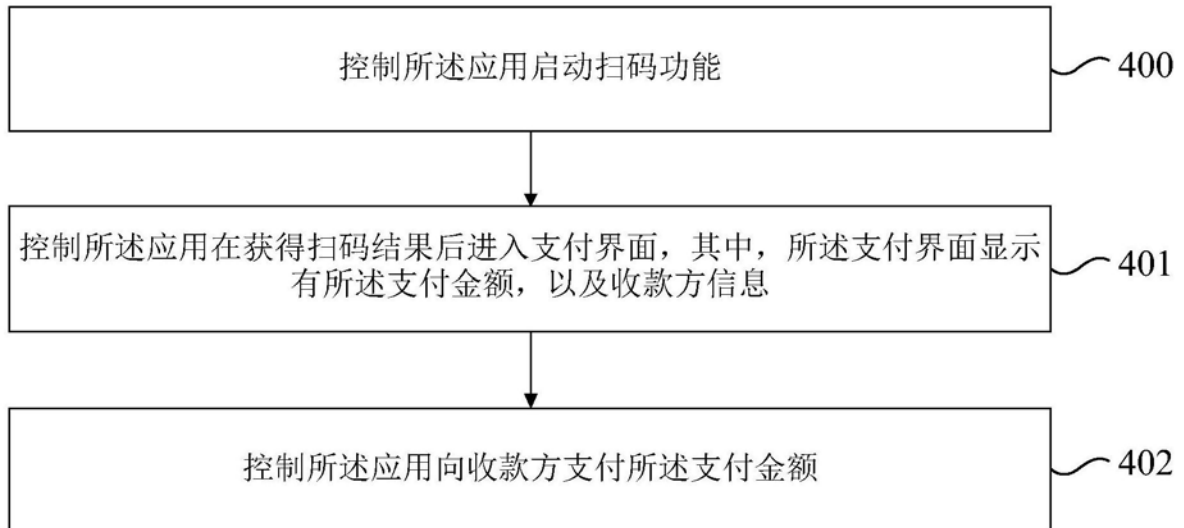 控制所述应用启动扫码功能
400
控制所述应用在获得扫码结果后进入支付界面，其中，所述支付界面显示
有所述支付金额，以及收款方信息
401
控制所述应用向收款方支付所述支付金额
402